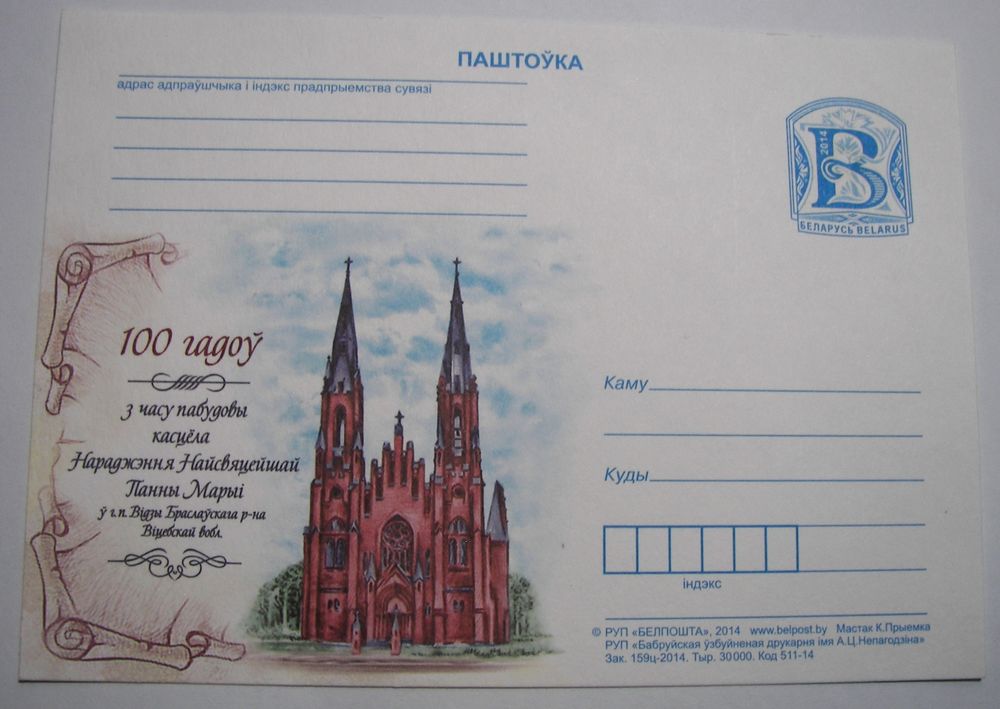 ПАШТОЎКА
адрас адпраўшчыка і індэкс прадпрыемства сувязі
2014
В
БЕЛАРУСЬ BELARUS
100 гадоў
з часу пабудовы
касцёла
Нараджэння Найсвяцейшай
Панны Марыі
ў г.п. Відзы Браслаўскага р-на
Віцебскай вобл.
Каму
Куды
індэкс
© РУП «БЕЛПОШТА», 2014 www.belpost.by Мастак К.Прыемка
РУП «Бабруйская ўзбуйненая друкарня імя А.Ц.Непагодзіна»
Зак. 159ц-2014. Тыр. 30000. Код 511-14